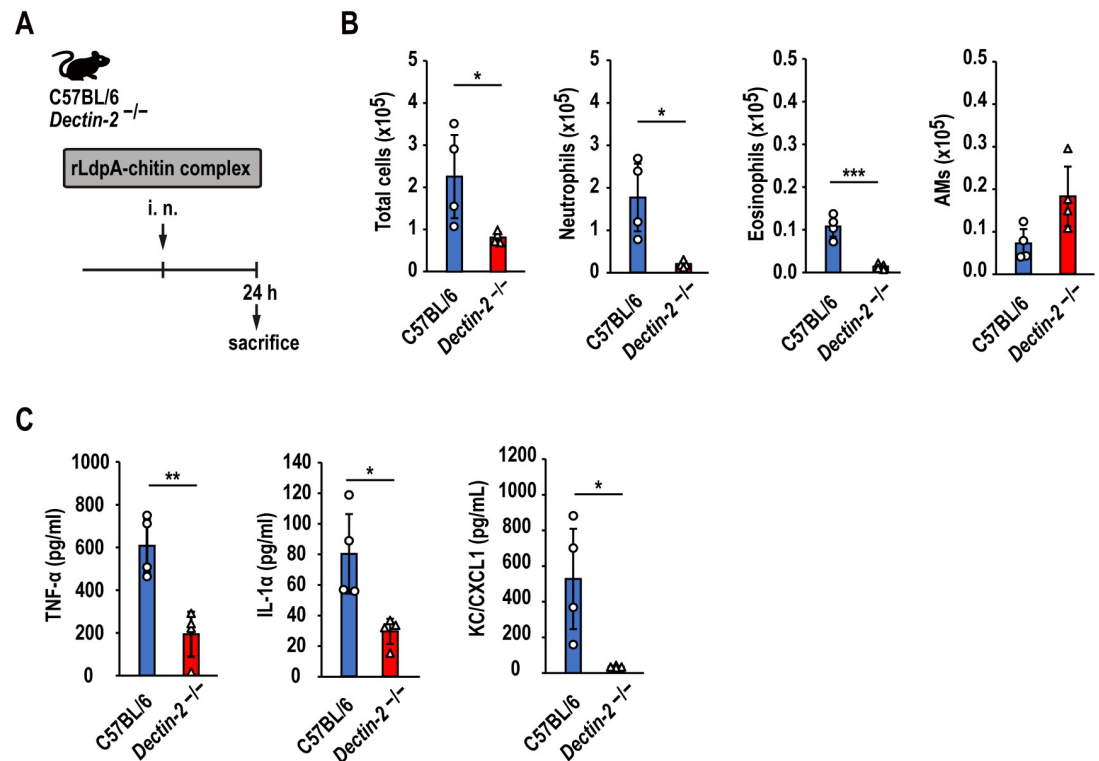 A
C57BL/6
Dectin-2 −/−
rLdpA-chitin complex
i. n.
24 h
sacrifice
B
Total cells (x10⁵)
5
4
3
2
1
0
*
C57BL/6
Dectin-2 −/−
Neutrophils (x10⁵)
5
4
3
2
1
0
*
C57BL/6
Dectin-2 −/−
Eosinophils (x10⁵)
0.5
0.4
0.3
0.2
0.1
0.0
***
C57BL/6
Dectin-2 −/−
AMs (x10⁵)
0.5
0.4
0.3
0.2
0.1
0.0
C57BL/6
Dectin-2 −/−
C
TNF-α (pg/ml)
1000
800
600
400
200
0
**
C57BL/6
Dectin-2 −/−
IL-1α (pg/ml)
140
120
100
80
60
40
20
0
*
C57BL/6
Dectin-2 −/−
KC/CXCL1 (pg/mL)
1200
1000
800
600
400
200
0
*
C57BL/6
Dectin-2 −/−